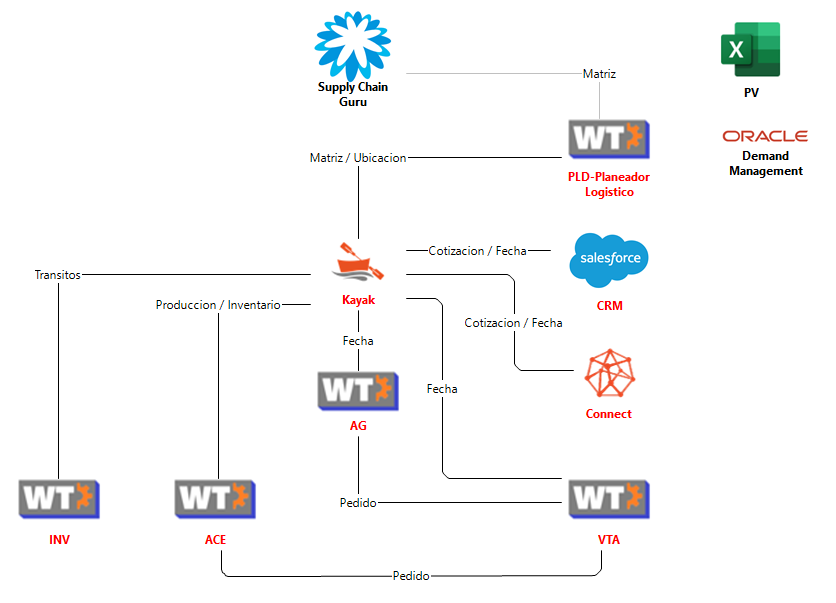 Supply Chain
Guru
Matriz
X
PV
WT
ORACLE
Demand
Management
Matriz / Ubicacion
PLD-Planeador
Logistico
Cotizacion / Fecha
salesforce
Transitos
Kayak
CRM
Produccion / Inventario
Cotizacion / Fecha
Fecha
WT
Fecha
Connect
AG
Pedido
WT
WT
WT
INV
ACE
VTA
Pedido